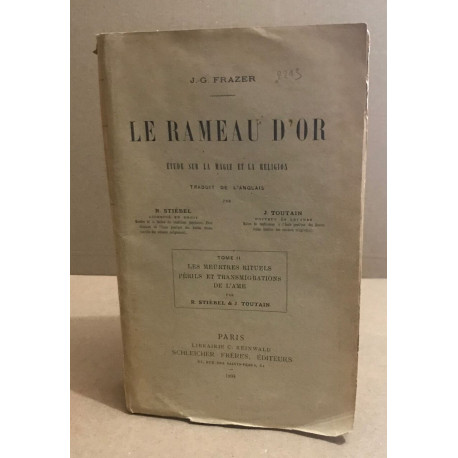 J.-G. FRAZER
LE RAMEAU D'OR
ÉTUDE SUR LA MAGIE ET LA RELIGION
TRADUIT DE L'ANGLAIS
PAR
R. STIÉBEL
J. TOUTAIN
TOME II
LES MEURTRES RITUELS
PÉRILS ET TRANSMIGRATIONS
DE L'AME
PAR
R. STIÉBEL & J. TOUTAIN
PARIS
LIBRAIRIE C. REINWALD
SCHLEICHER FRÈRES, ÉDITEURS